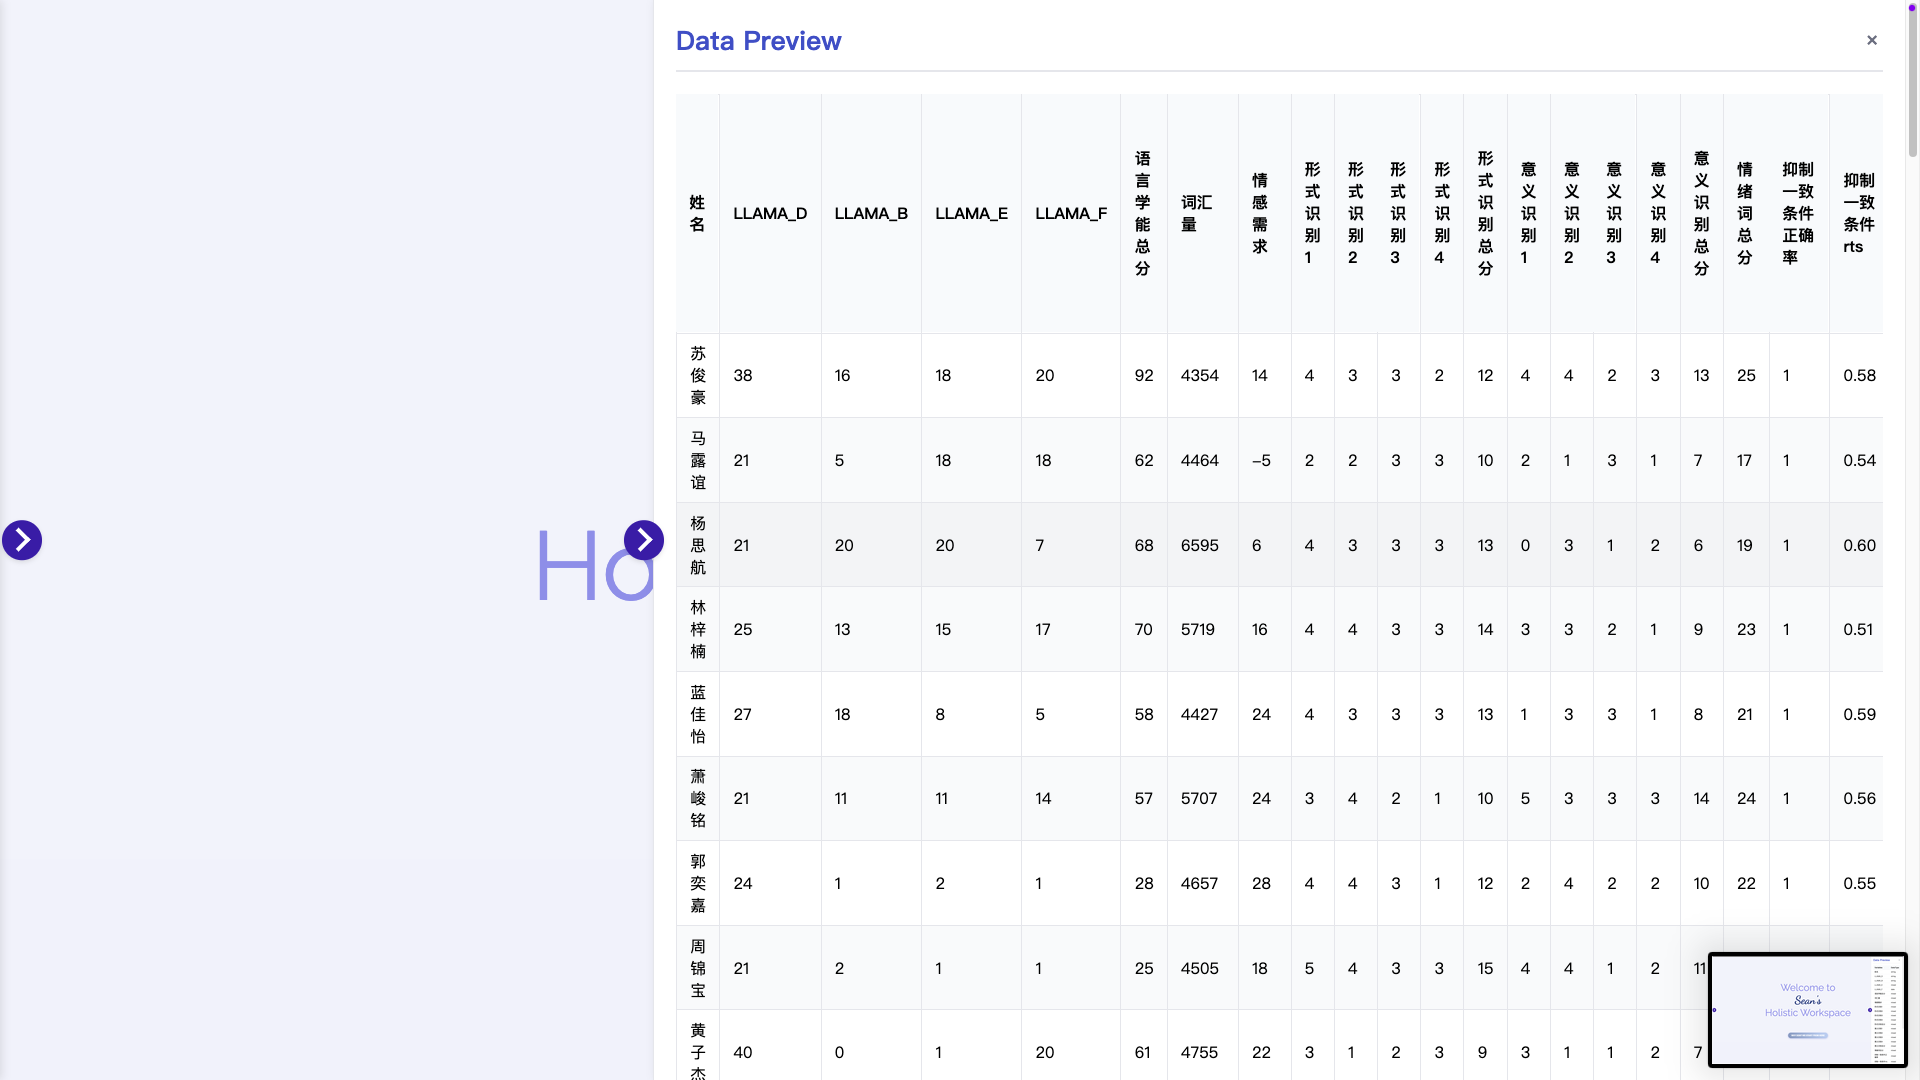 Data Preview
×
姓名 LLAMA_D LLAMA_B LLAMA_E LLAMA_F 语言学能总分 词汇量 情感需求 形式识别1 形式识别2 形式识别3 形式识别4 形式识别总分 意义识别1 意义识别2 意义识别3 意义识别4 意义识别总分 情绪词总分 抑制一致条件正确率 抑制一致条件rts
苏俊豪 38 16 18 20 92 4354 14 4 3 3 2 12 4 4 2 3 13 25 1 0.58
马露谊 21 5 18 18 62 4464 -5 2 2 3 3 10 2 1 3 1 7 17 1 0.54
杨思航 21 20 20 7 68 6595 6 4 3 3 3 13 0 3 1 2 6 19 1 0.60
Ho
林梓楠 25 13 15 17 70 5719 16 4 4 3 3 14 3 3 2 1 9 23 1 0.51
蓝佳怡 27 18 8 5 58 4427 24 4 3 3 3 13 1 3 3 1 8 21 1 0.59
萧峻铭 21 11 11 14 57 5707 24 3 4 2 1 10 5 3 3 3 14 24 1 0.56
郭奕嘉 24 1 2 1 28 4657 28 4 4 3 1 12 2 4 2 2 10 22 1 0.55
周锦宝 21 2 1 1 25 4505 18 5 4 3 3 15 4 4 1 2 11
黄子杰 40 0 1 20 61 4755 22 3 1 2 3 9 3 1 1 2 7
Welcome to
Sean's
Holistic Workspace